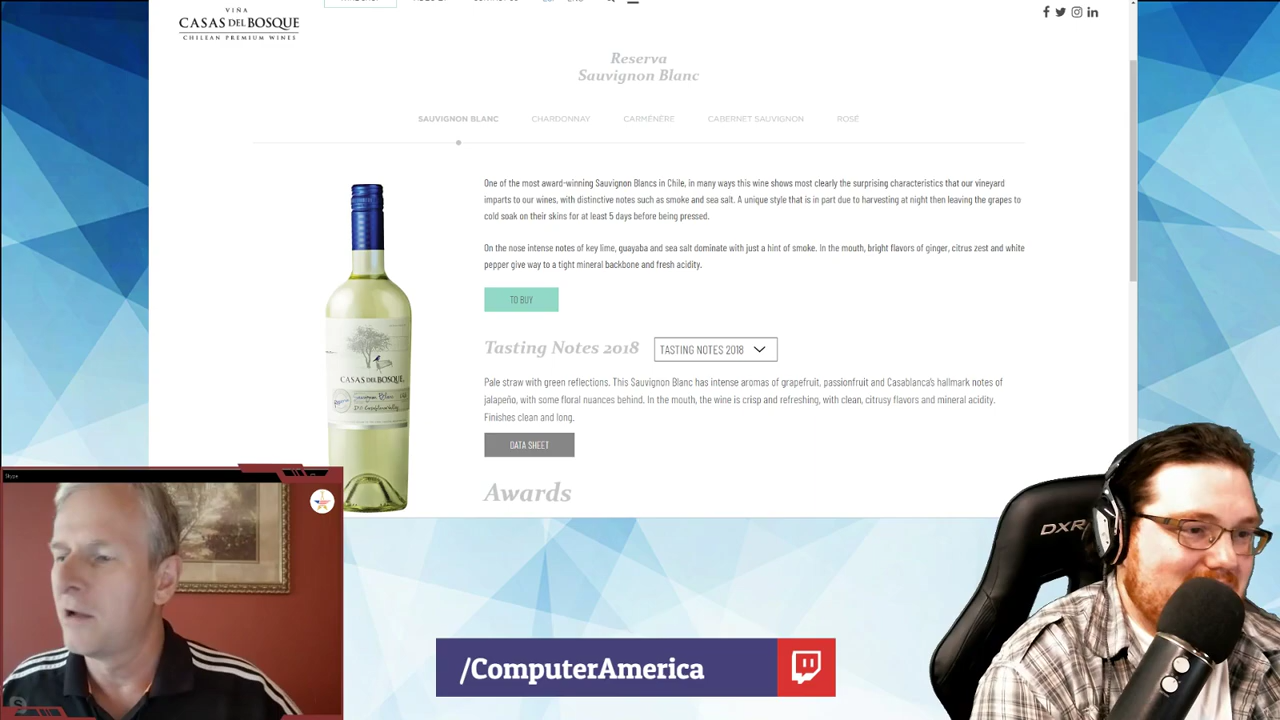 VIÑA
CASAS DEL BOSQUE
CHILEAN PREMIUM WINES
Reserva
Sauvignon Blanc
SAUVIGNON BLANC
CHARDONNAY
CARMÉNÈRE
CABERNET SAUVIGNON
ROSÉ
One of the most award-winning Sauvignon Blancs in Chile, in many ways this wine shows most clearly the surprising characteristics that our vineyard
imparts to our wines, with distinctive notes such as smoke and sea salt. A unique style that is in part due to harvesting at night then leaving the grapes to
cold soak on their skins for at least 5 days before being pressed.
On the nose intense notes of key lime, guayaba and sea salt dominate with just a hint of smoke. In the mouth, bright flavors of ginger, citrus zest and white
pepper give way to a tight mineral backbone and fresh acidity.
TO BUY
Tasting Notes 2018
TASTING NOTES 2018
Pale straw with green reflections. This Sauvignon Blanc has intense aromas of grapefruit, passionfruit and Casablanca's hallmark notes of
jalapeño, with some floral nuances behind. In the mouth, the wine is crisp and refreshing, with clean, citrusy flavors and mineral acidity.
Finishes clean and long.
DATA SHEET
Awards
CASAS DEL BOSQUE
Sauvignon Blanc
Skype
DXR
/ComputerAmerica